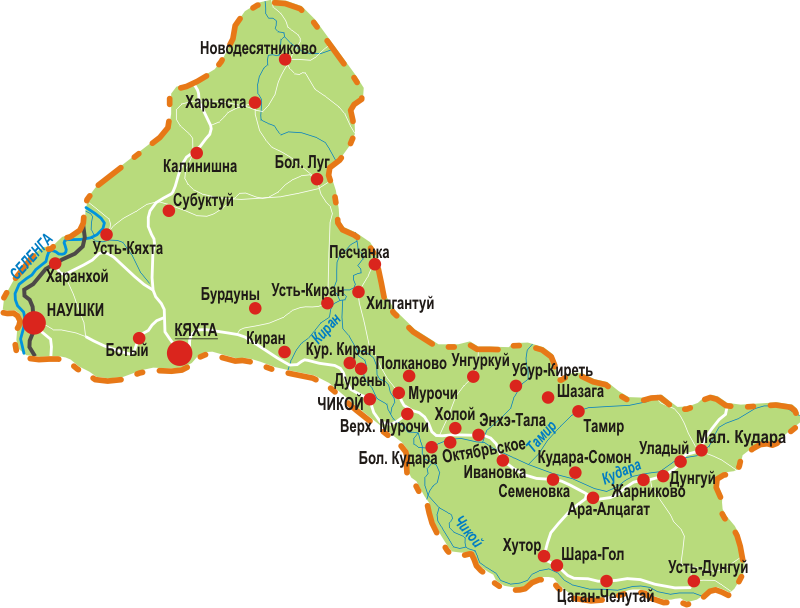 Новодесятниково
Харьяста
Калинишна
Бол. Луг
Субуктуй
СЕЛЕНГА
Усть-Кяхта
Песчанка
Харанхой
Бурдуны
Усть-Киран
Хилгантуй
НАУШКИ
КЯХТА
Киран
Киран
Ботый
Кур. Киран
Полканово
Унгуркуй
Убур-Киреть
Дурены
Шазага
ЧИКОЙ
Мурочи
Верх. Мурочи
Холой
Энхэ-Тала
Тамир
Тамир
Мал. Кудара
Бол. Кудара
Октябрьское
Кудара-Сомон
Уладый
Ивановка
Кудара
Дунгуй
Семеновка
Жарниково
Ара-Алцагат
Чикой
Хутор
Шара-Гол
Усть-Дунгуй
Цаган-Челутай